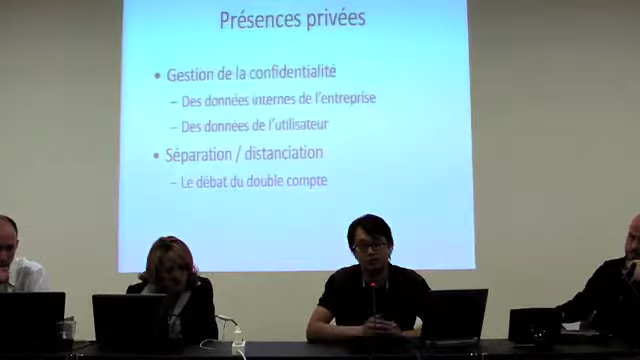 Présences privées
• Gestion de la confidentialité
– Des données internes de l'entreprise
– Des données de l'utilisateur
• Séparation / distanciation
– Le débat du double compte